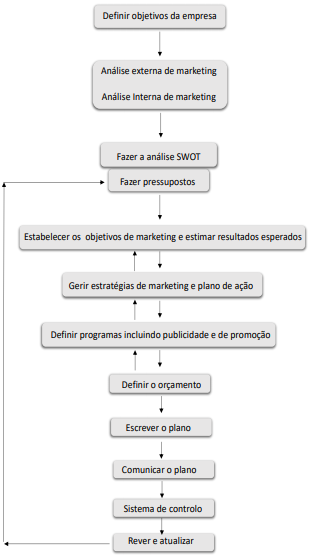 Definir objetivos da empresa
Análise externa de marketing
Análise Interna de marketing
Fazer a análise SWOT
Fazer pressupostos
Estabelecer os objetivos de marketing e estimar resultados esperados
Gerir estratégias de marketing e plano de ação
Definir programas incluindo publicidade e de promoção
Definir o orçamento
Escrever o plano
Comunicar o plano
Sistema de controlo
Rever e atualizar